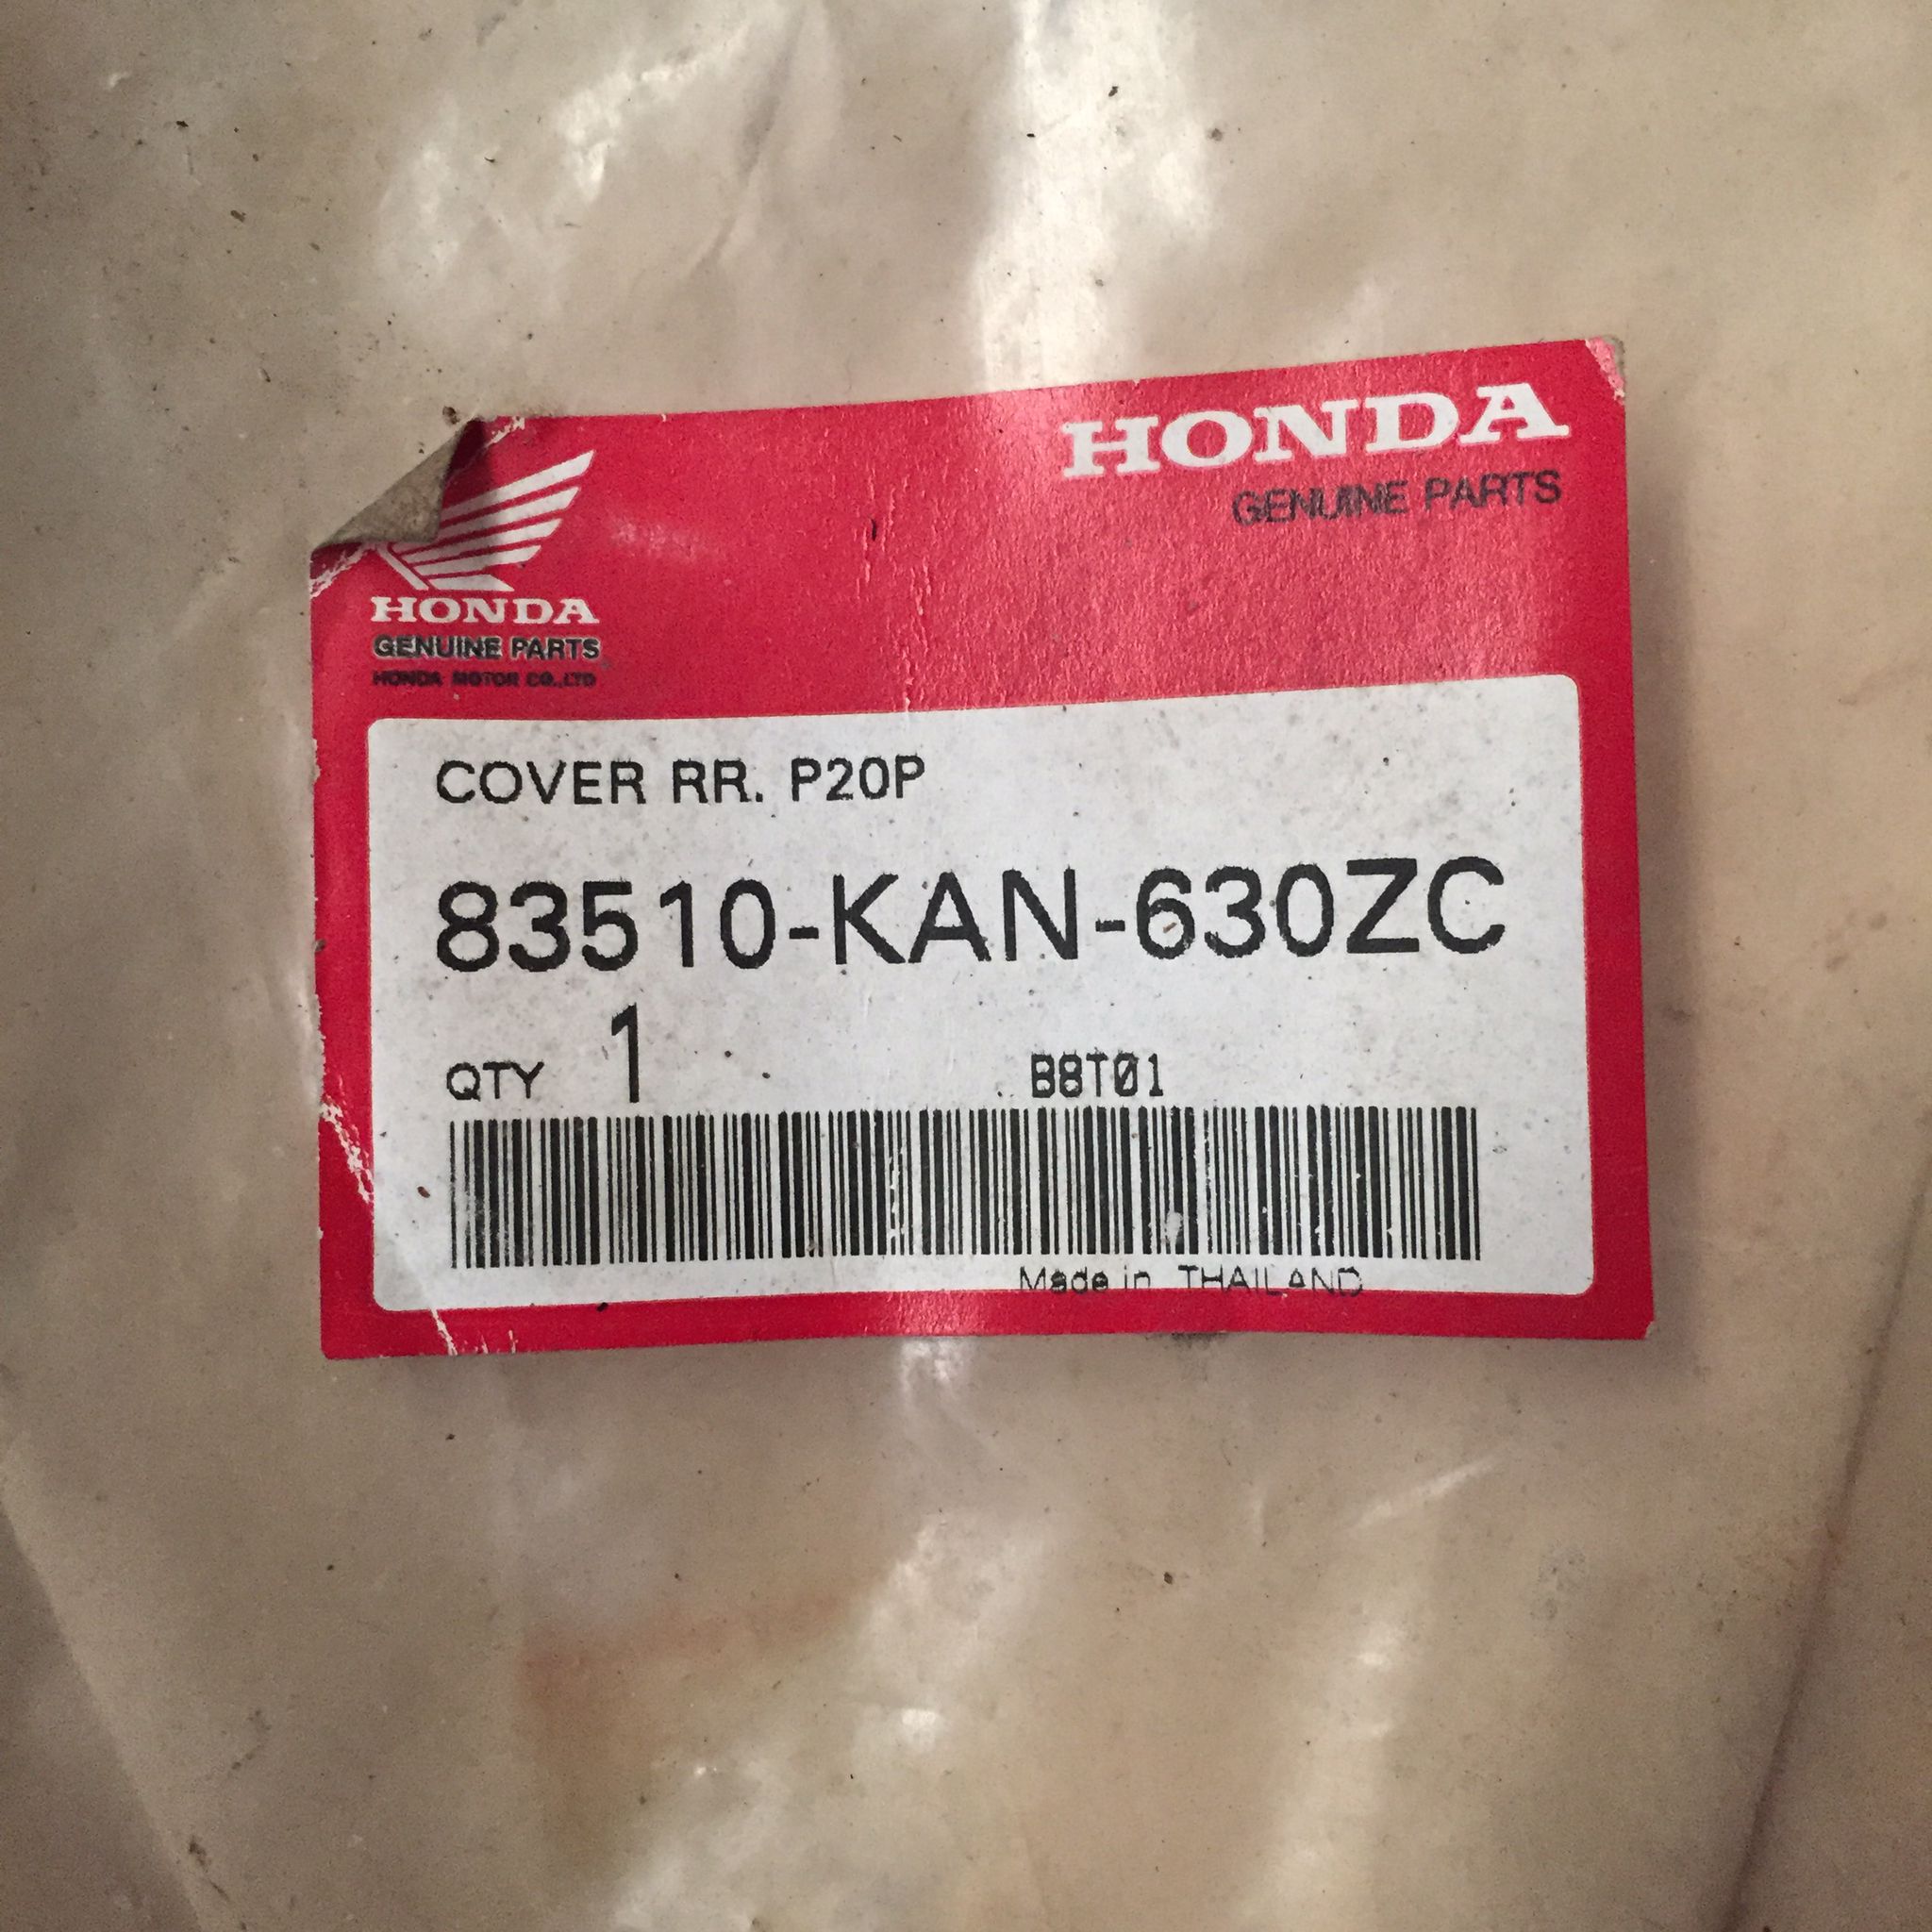 HONDA
GENUINE PARTS
HONDA
GENUINE PARTS
HONDA MOTOR CO.,LTD
COVER RR. P20P
83510-KAN-630ZC
QTY 1 B8T01
Made in THAILAND